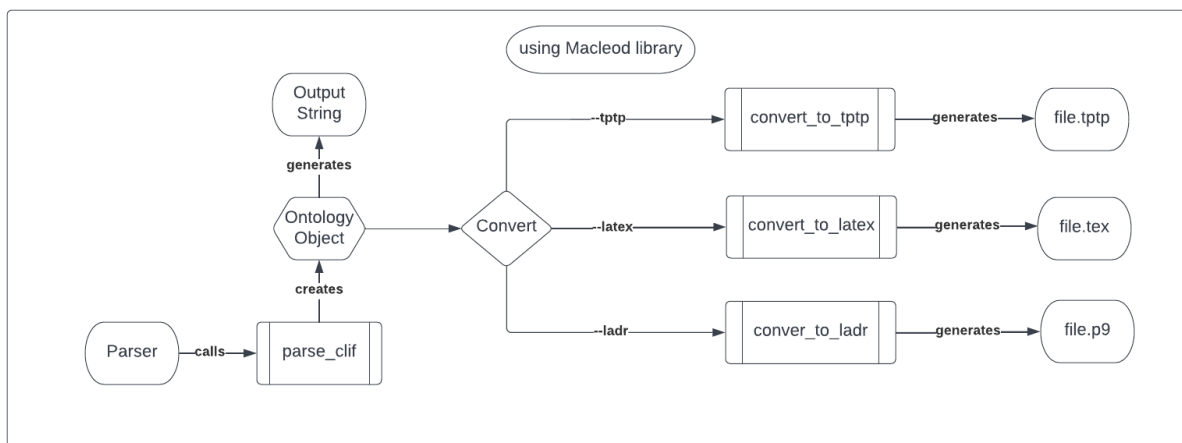 using Macleod library
Output
String
generates
Ontology
Object
creates
Parser
calls
parse_clif
Convert
--tptp
convert_to_tptp
generates
file.tptp
--latex
convert_to_latex
generates
file.tex
--ladr
conver_to_ladr
generates
file.p9